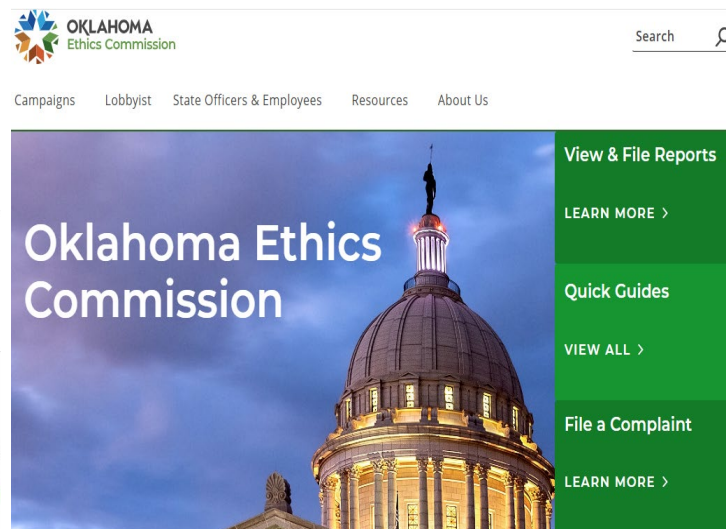 OKLAHOMA
Ethics Commission
Search
Campaigns Lobbyist State Officers & Employees Resources About Us
Oklahoma Ethics
Commission
View & File Reports
LEARN MORE >
Quick Guides
VIEW ALL >
File a Complaint
LEARN MORE >